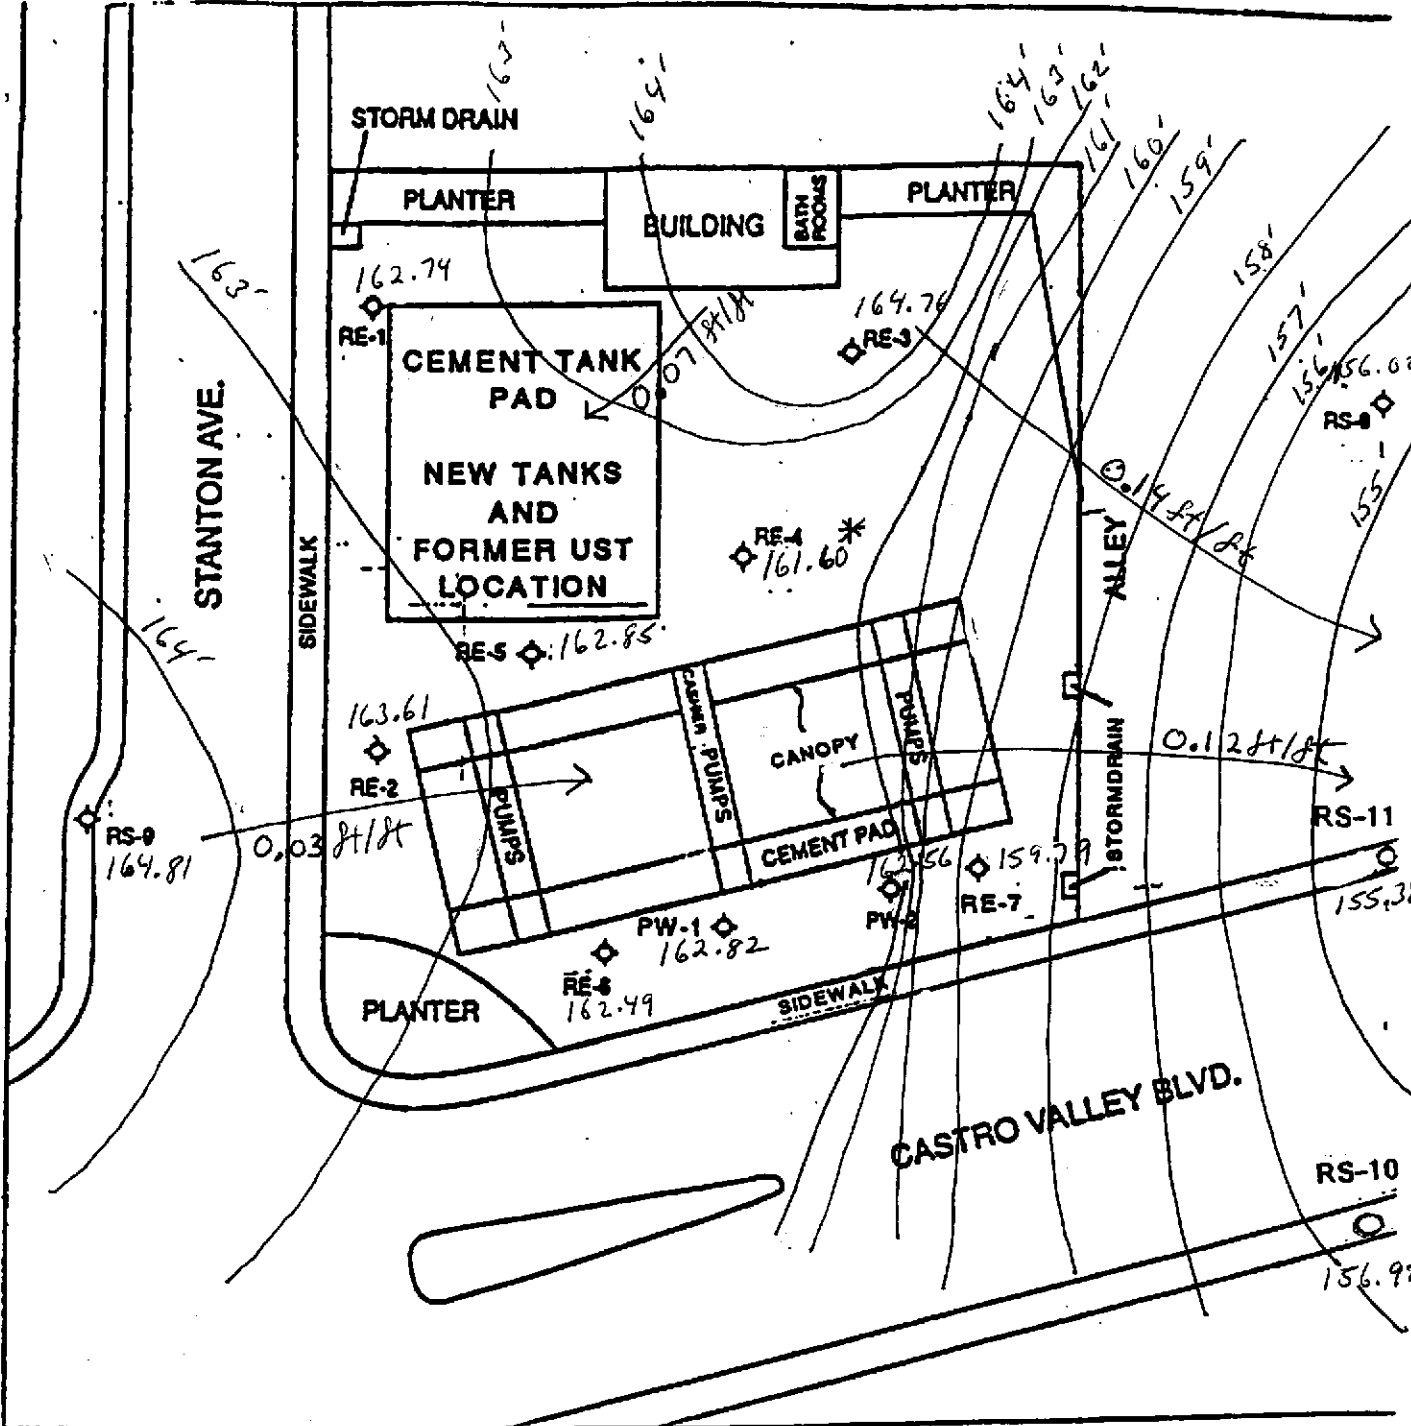 163'
164'
164'
163'
162'
161'
160'
159'
STORM DRAIN
PLANTER
BUILDING
BATH
ROOMS
PLANTER
158'
157'
156'
163'
162.74
RE-1
164.76
RE-3
0.07 ft/ft
CEMENT TANK
PAD
NEW TANKS
AND
FORMER UST
LOCATION
156.02
RS-8
155'
STANTON AVE.
SIDEWALK
0.14 ft/ft
ALLEY
RE-4 *
161.60
164'
RE-5 162.85
163.61
RE-2
PUMPS
CASHIER PUMPS
CANOPY
PUMPS
CEMENT PAD
0.12 ft/ft
STORMDRAIN
RS-9
164.81
0.03 ft/ft
RS-11
PW-2
159.79
RE-7
PW-1
162.82
RE-6
162.49
PLANTER
SIDEWALK
CASTRO VALLEY BLVD.
RS-10